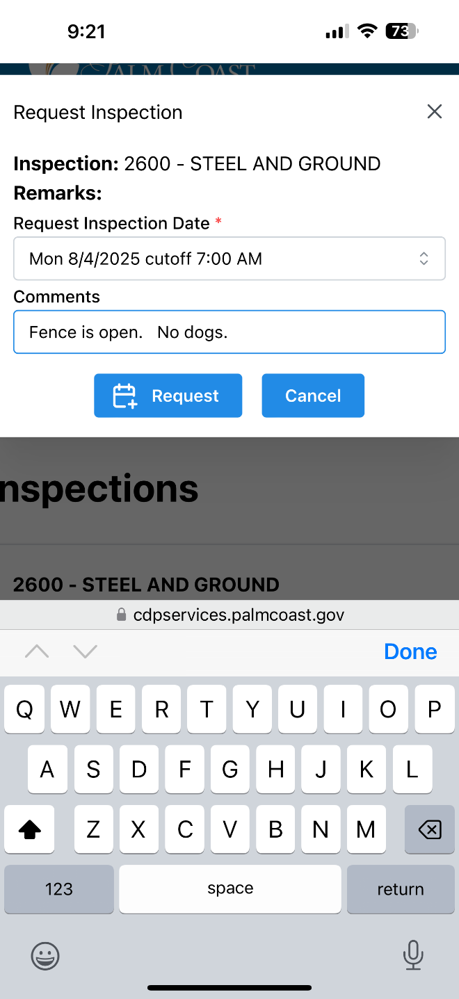 9:21
73
PALM COAST
Request Inspection
Inspection: 2600 - STEEL AND GROUND
Remarks:
Request Inspection Date *
Mon 8/4/2025 cutoff 7:00 AM
Comments
Fence is open.   No dogs.
Request
Cancel
nspections
2600 - STEEL AND GROUND
cdpservices.palmcoast.gov
Done
Q W E R T Y U I O P
A S D F G H J K L
Z X C V B N M
123 space return